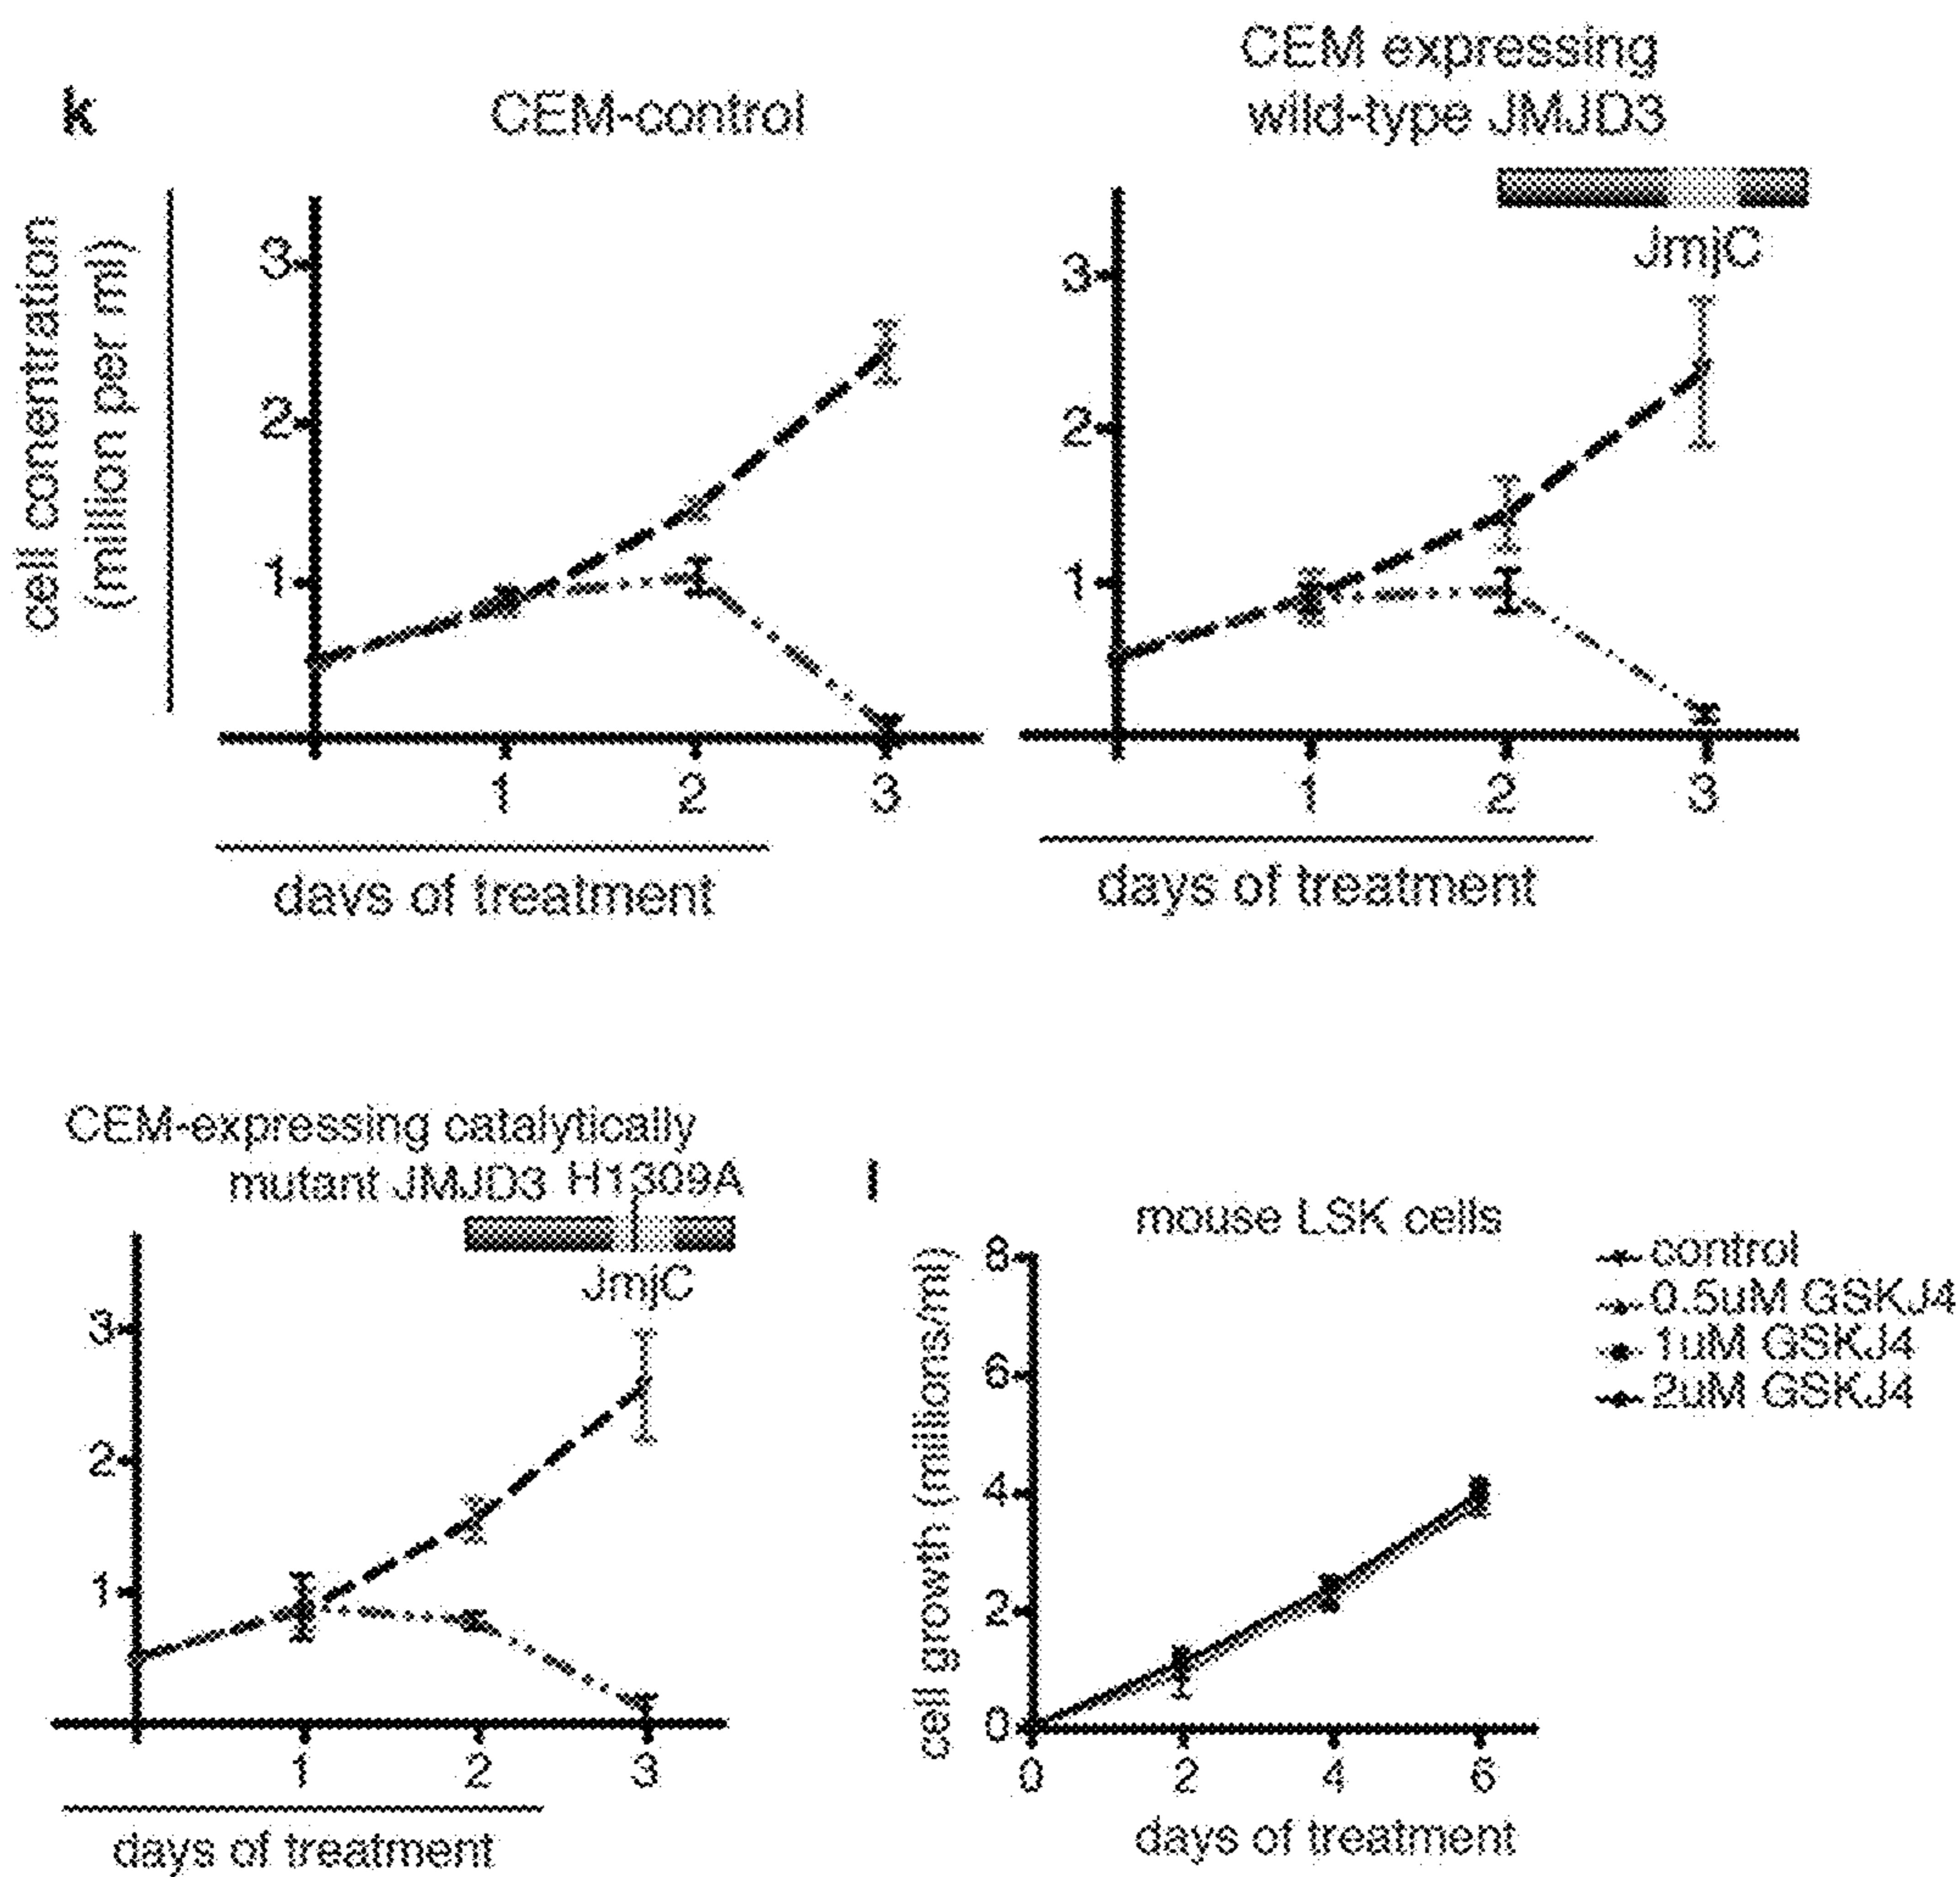 k
CEM-control
cell conentration
(million per ml)
3
2
1
1 2 3
davs of treatment
CEM expressing
wild-type JMJD3
JmjC
3
2
1
1 2 3
days of treatment
CEM-expressing catalytically
mutant JMJD3 H1309A
JmjC
3
2
1
1 2 3
days of treatment
l
mouse LSK cells
cell growth (millions/ml)
8
6
4
2
0
0 2 4 6
days of treatment
control
0.5uM GSKJ4
1uM GSKJ4
2uM GSKJ4